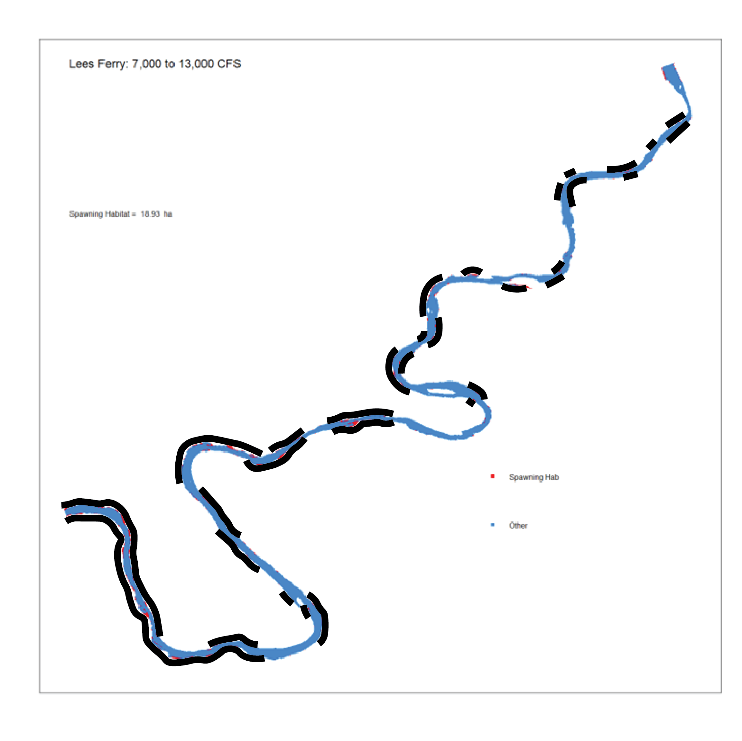 Lees Ferry: 7,000 to 13,000 CFS
Spawning Habitat = 18.93 ha
Spawning Hab
Other